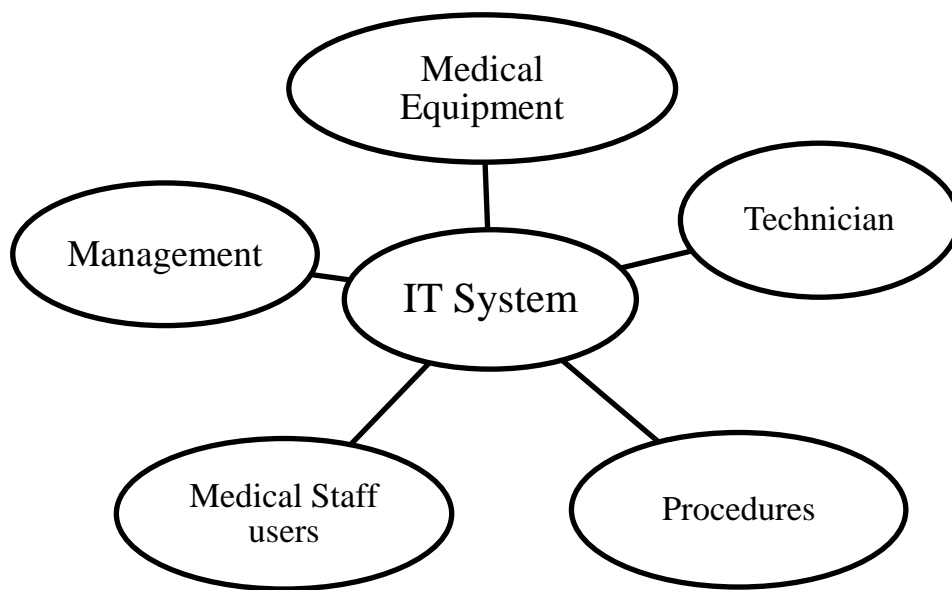 Medical
Equipment
Technician
Management
IT System
Medical Staff
users
Procedures